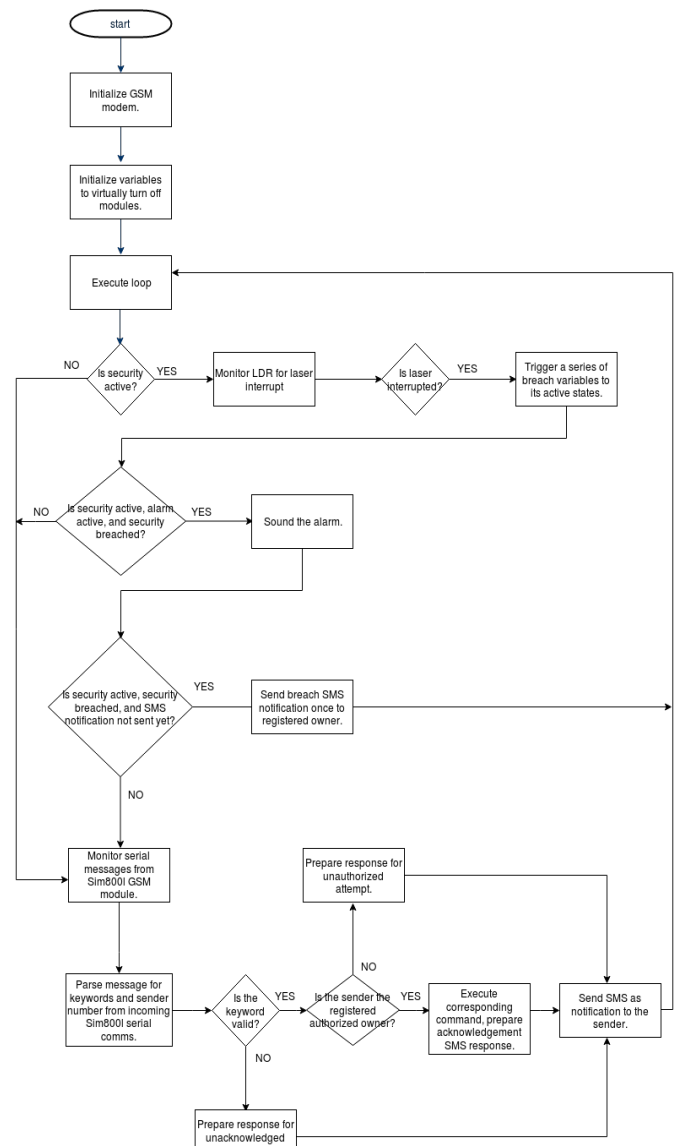 start
Initialize GSM
modem.
Initialize variables
to virtually turn off
modules.
Execute loop
NO
Is security
active?
YES
Monitor LDR for laser
interrupt
Is laser
interrupted?
YES
Trigger a series of
breach variables to
its active states.
NO
Is security active, alarm
active, and security
breached?
YES
Sound the alarm.
Is security active, security
breached, and SMS
notification not sent yet?
YES
Send breach SMS
notification once to
registered owner.
NO
Monitor serial
messages from
Sim800l GSM
module.
Prepare response for
unauthorized
attempt.
NO
Parse message for
keywords and sender
number from incoming
Sim800l serial
comms.
Is the
keyword
valid?
YES
Is the sender the
registered
authorized owner?
YES
Execute
corresponding
command, prepare
acknowledgement
SMS response.
Send SMS as
notification to the
sender.
NO
Prepare response for
unacknowledged